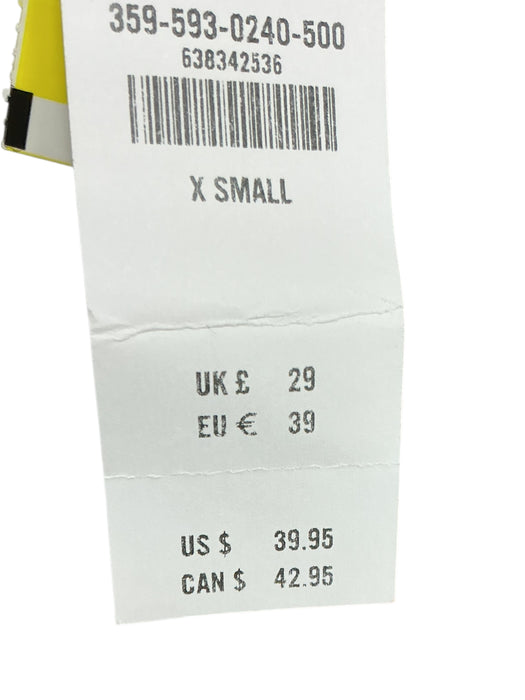 359-593-0240-500
638342536
X SMALL
UK £ 29
EU € 39
US $ 39.95
CAN $ 42.95